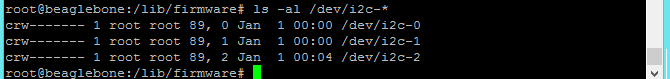 root@beaglebone:/lib/firmware# ls -al /dev/i2c-*
crw------- 1 root root 89, 0 Jan  1 00:00 /dev/i2c-0
crw------- 1 root root 89, 1 Jan  1 00:00 /dev/i2c-1
crw------- 1 root root 89, 2 Jan  1 00:04 /dev/i2c-2
root@beaglebone:/lib/firmware#